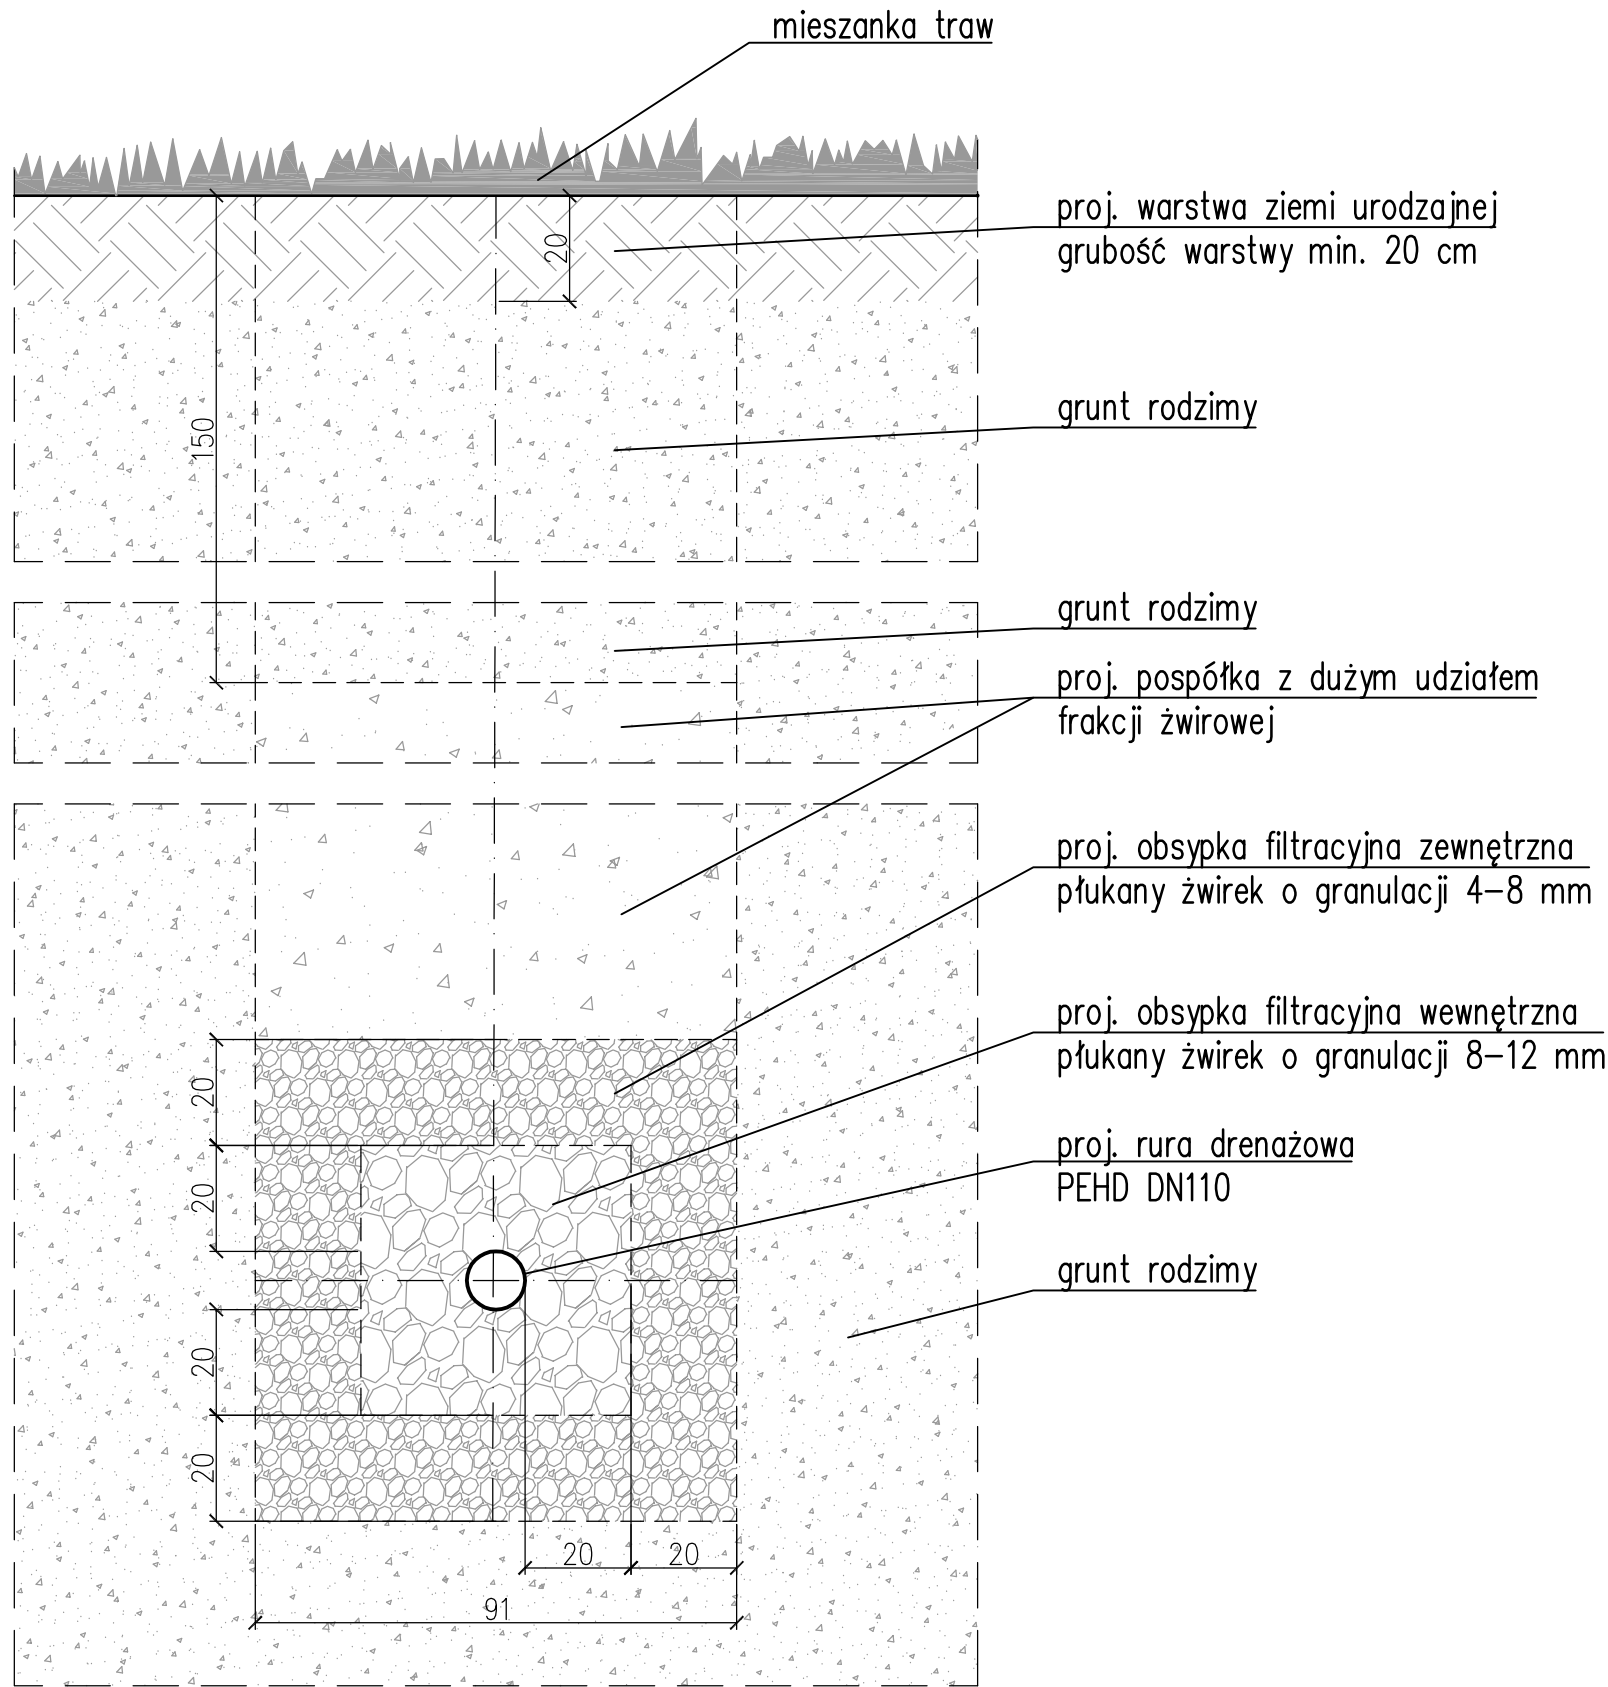 mieszanka traw
proj. warstwa ziemi urodzajnej
grubość warstwy min. 20 cm
20
150
grunt rodzimy
grunt rodzimy
proj. pospółka z dużym udziałem
frakcji żwirowej
proj. obsypka filtracyjna zewnętrzna
płukany żwirek o granulacji 4-8 mm
proj. obsypka filtracyjna wewnętrzna
płukany żwirek o granulacji 8-12 mm
20
20
proj. rura drenażowa
PEHD DN110
grunt rodzimy
20
20
20
20
91